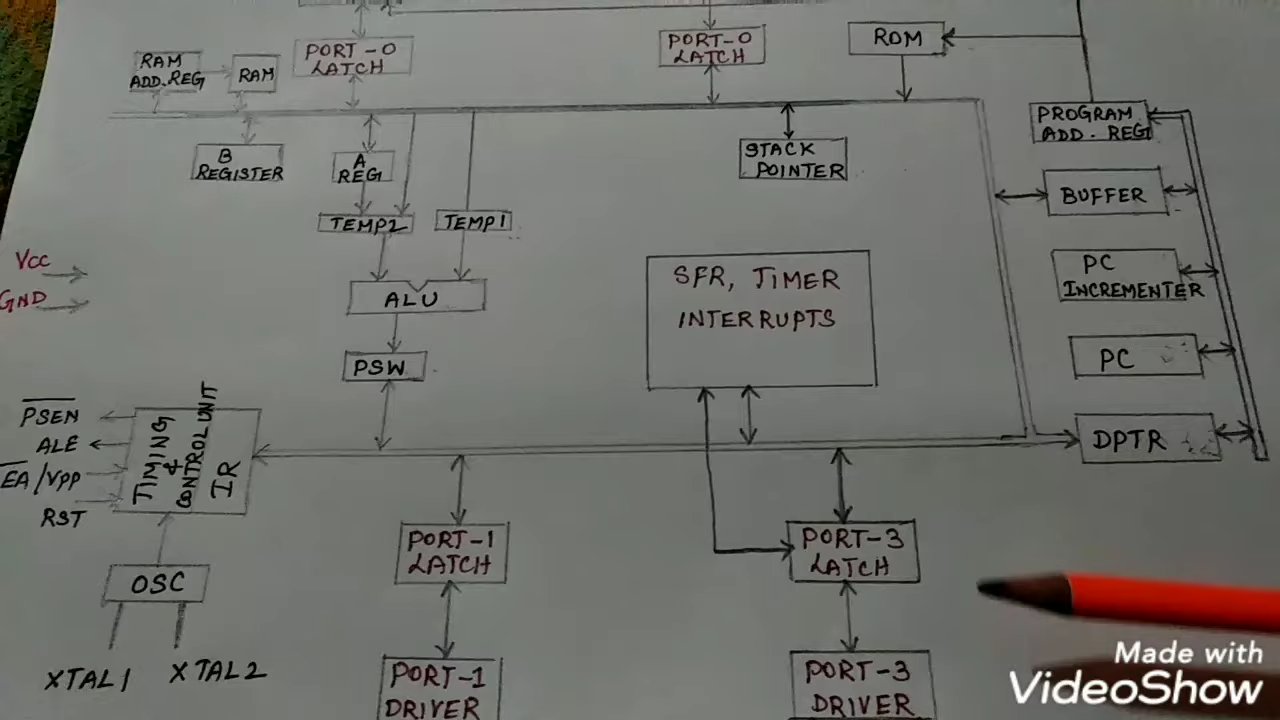 PORT-0
LATCH
PORT-0
LATCH
ROM
RAM
ADD.REG
RAM
PROGRAM
ADD. REG
B
REGISTER
A
REG
STACK
POINTER
BUFFER
TEMP2
TEMP1
Vcc
GND
SFR, TIMER
INTERRUPTS
PC
INCREMENTER
ALU
PSW
PC
PSEN
ALE
EA/VPP
RST
TIMING
&
CONTROL UNIT
IR
DPTR
PORT-1
LATCH
PORT-3
LATCH
OSC
XTAL1
XTAL2
PORT-1
DRIVER
PORT-3
DRIVER
Made with
VideoShow